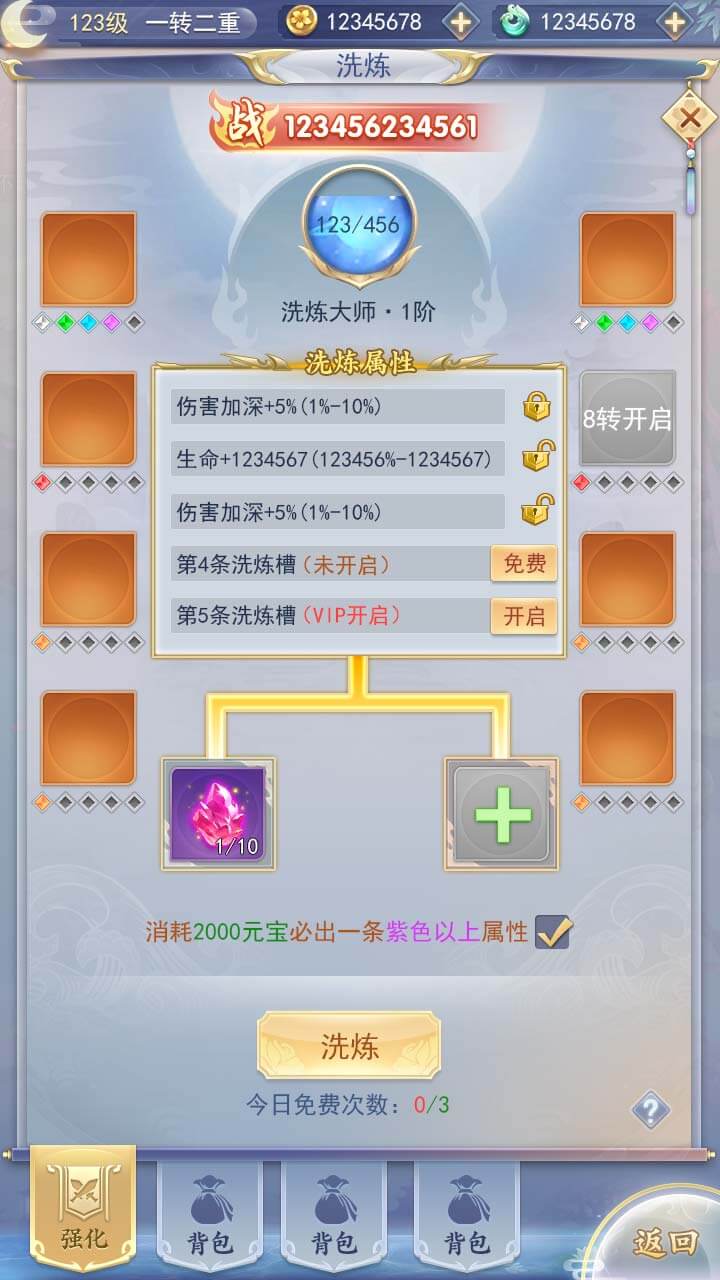 123级 一转二重 12345678 12345678
洗炼
战 123456234561
123/456
洗炼大师·1阶
洗炼属性
伤害加深+5%(1%-10%)
8转开启
生命+1234567(123456%-1234567)
伤害加深+5%(1%-10%)
第4条洗炼槽(未开启) 免费
第5条洗炼槽(VIP开启) 开启
1/10
消耗2000元宝必出一条紫色以上属性
洗炼
今日免费次数：0/3
?
强化 背包 背包 背包 返回